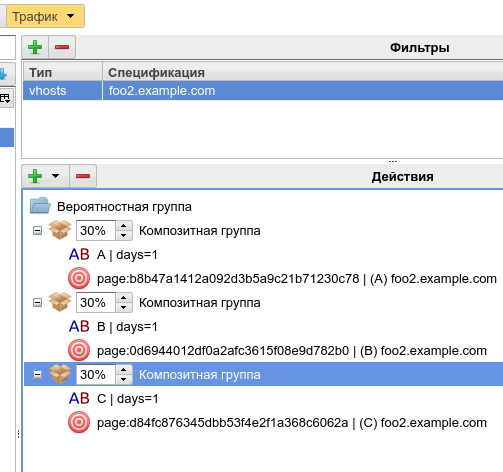 Трафик
Фильтры
Тип Спецификация
vhosts foo2.example.com
Действия
Вероятностная группа
30% Композитная группа
AB A | days=1
page:b8b47a1412a092d3b5a9c21b71230c78 | (A) foo2.example.com
30% Композитная группа
AB B | days=1
page:0d6944012df0a2afc3615f08e9d782b0 | (B) foo2.example.com
30% Композитная группа
AB C | days=1
page:d84fc876345dbb53f4e2f1a368c6062a | (C) foo2.example.com